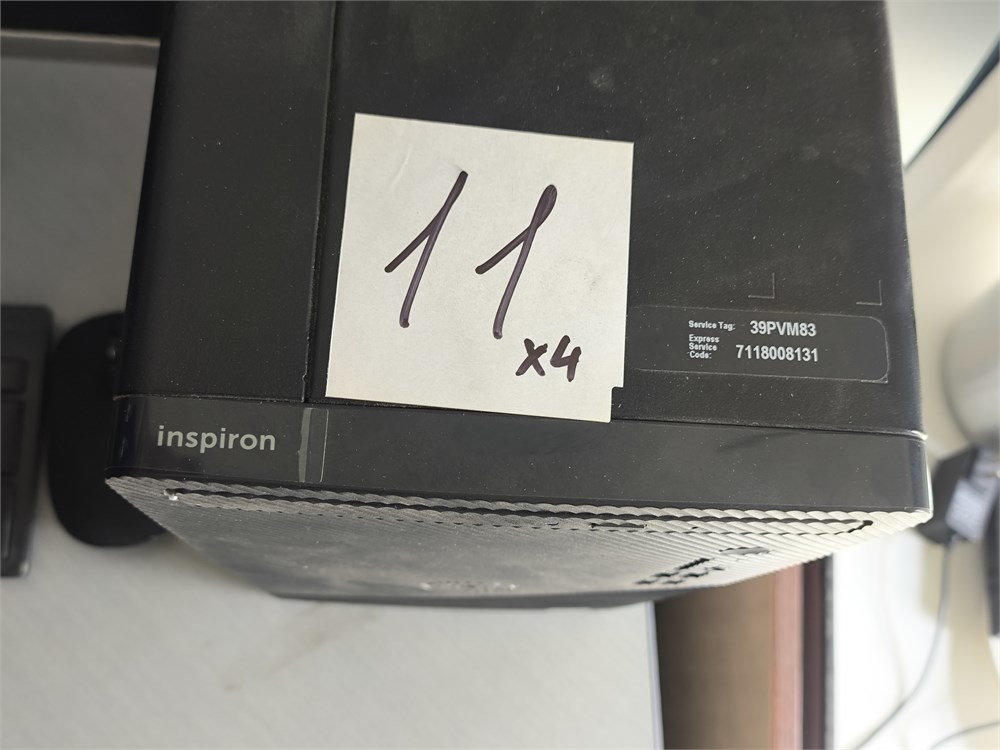 11
x4
Service Tag: 39PVM83
Express
Service
Code: 7118008131
inspiron